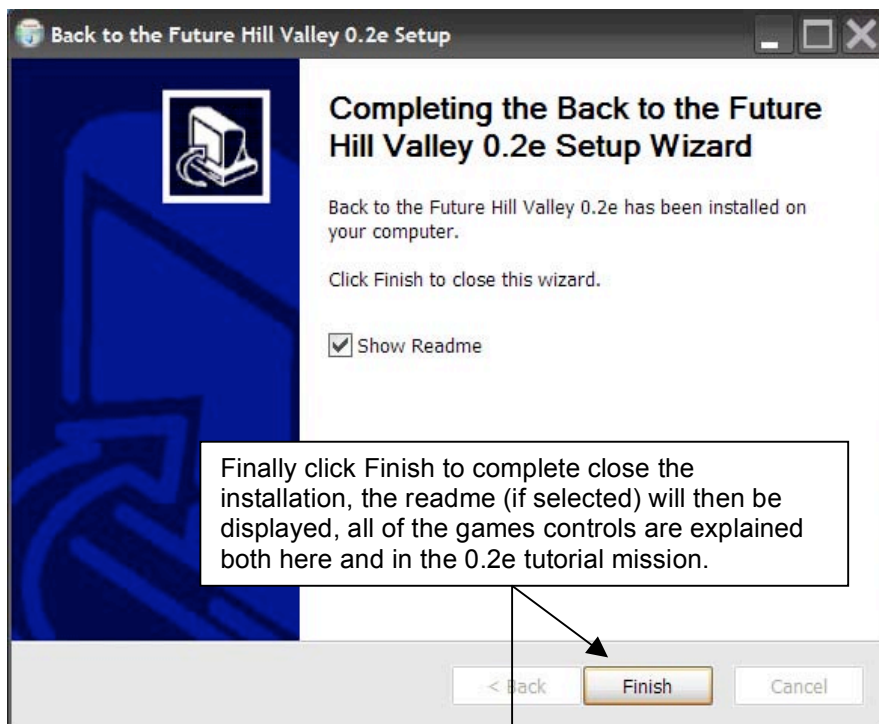 Back to the Future Hill Valley 0.2e Setup
Completing the Back to the Future
Hill Valley 0.2e Setup Wizard
Back to the Future Hill Valley 0.2e has been installed on
your computer.
Click Finish to close this wizard.
Show Readme
Finally click Finish to complete close the
installation, the readme (if selected) will then be
displayed, all of the games controls are explained
both here and in the 0.2e tutorial mission.
< Back Finish Cancel